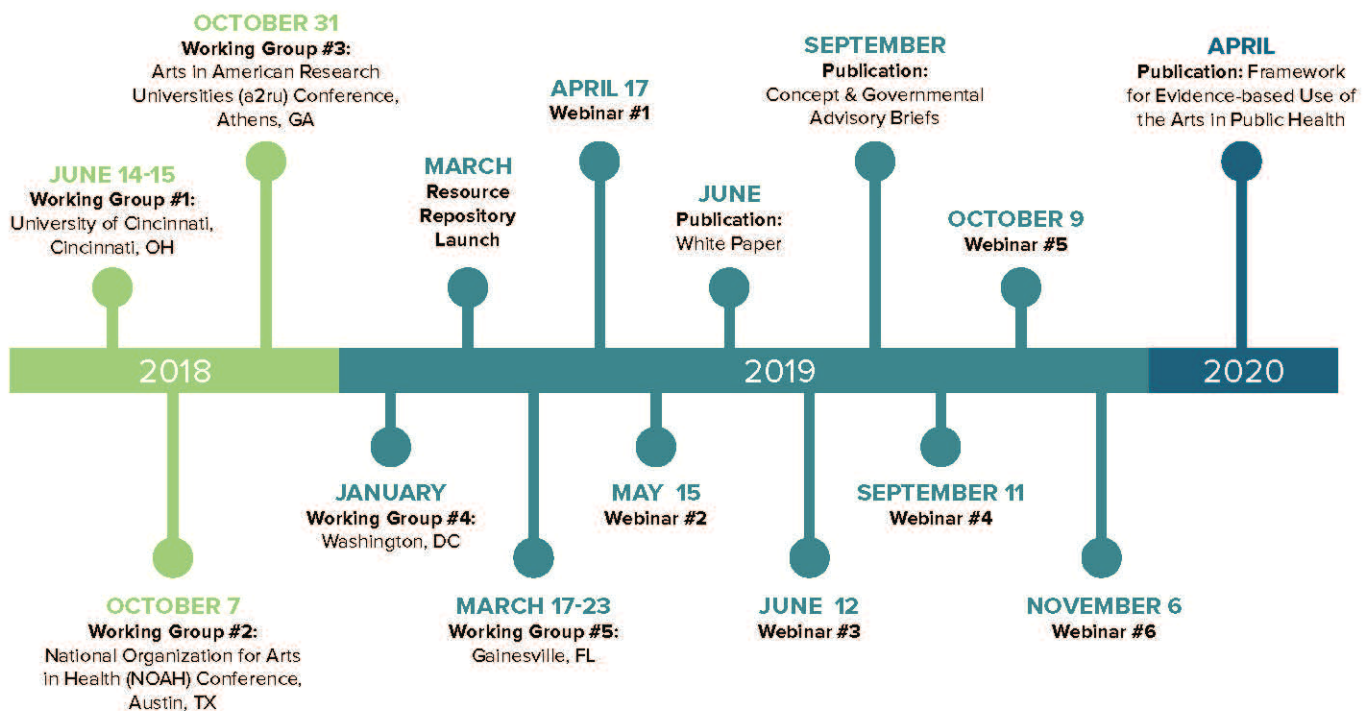 OCTOBER 31
Working Group #3:
Arts in American Research
Universities (a2ru) Conference,
Athens, GA
JUNE 14-15
Working Group #1:
University of Cincinnati,
Cincinnati, OH
MARCH
Resource
Repository
Launch
APRIL 17
Webinar #1
JUNE
Publication:
White Paper
SEPTEMBER
Publication:
Concept & Governmental
Advisory Briefs
OCTOBER 9
Webinar #5
APRIL
Publication: Framework
for Evidence-based Use of
the Arts in Public Health
2018
2019
2020
OCTOBER 7
Working Group #2:
National Organization for Arts
in Health (NOAH) Conference,
Austin, TX
JANUARY
Working Group #4:
Washington, DC
MARCH 17-23
Working Group #5:
Gainesville, FL
MAY 15
Webinar #2
JUNE 12
Webinar #3
SEPTEMBER 11
Webinar #4
NOVEMBER 6
Webinar #6